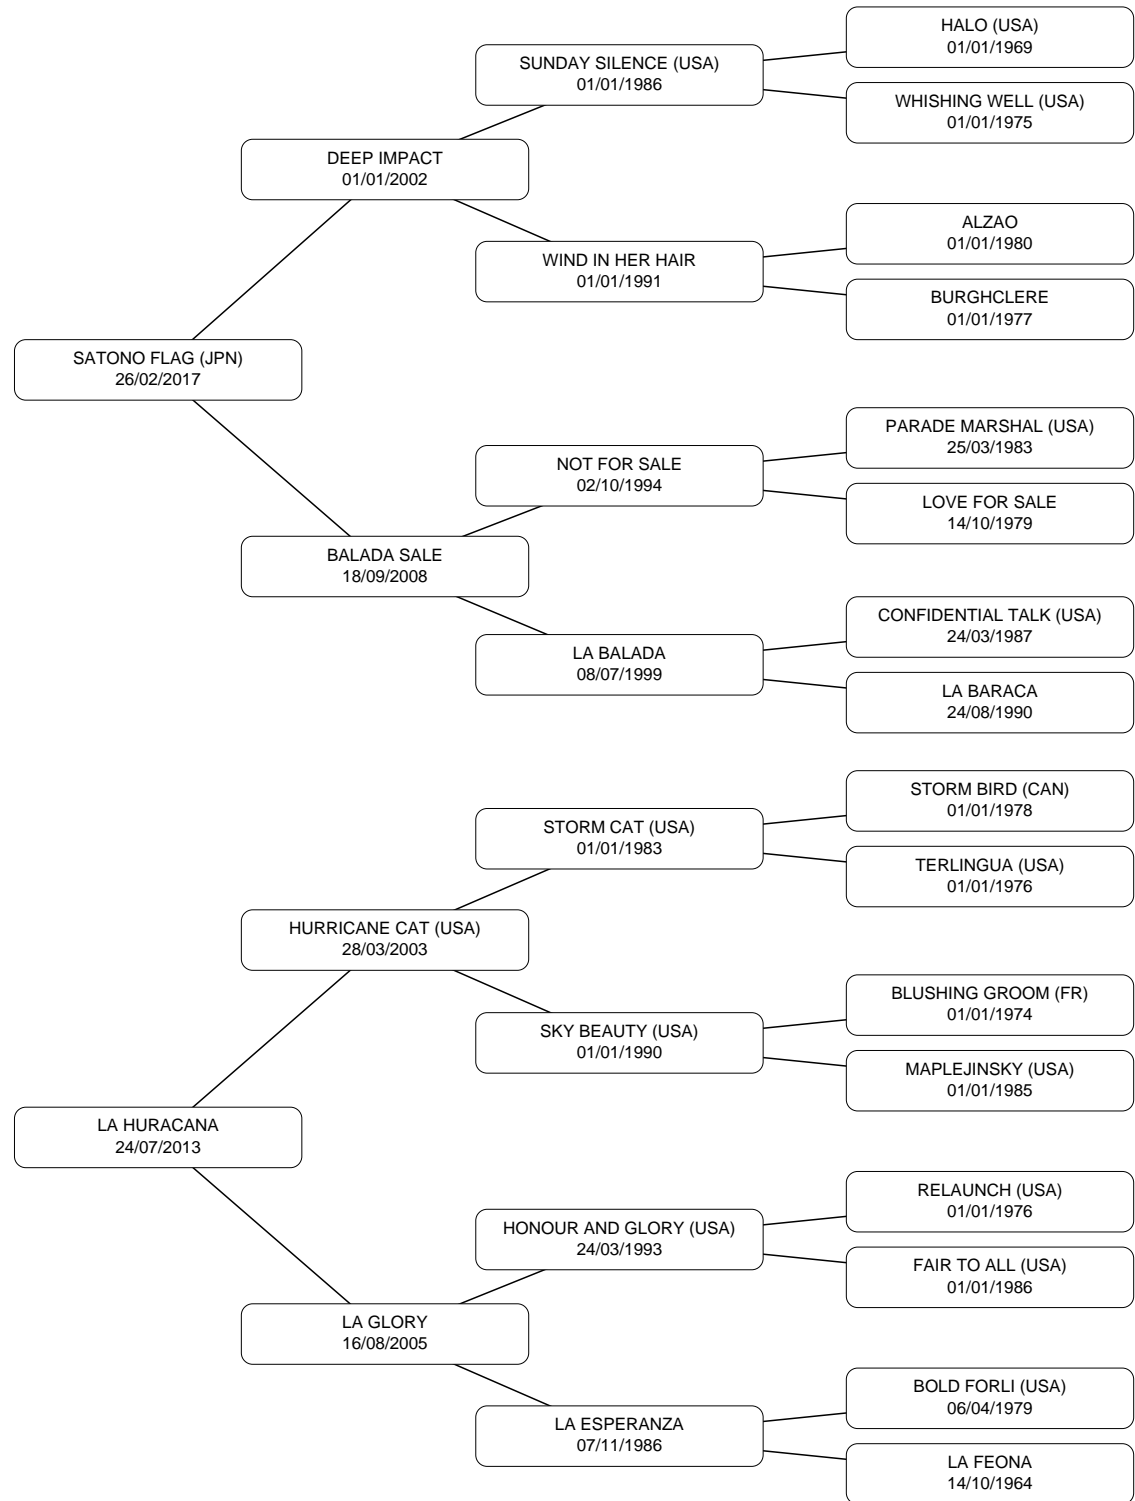 HALO (USA)
01/01/1969
SUNDAY SILENCE (USA)
01/01/1986
WHISHING WELL (USA)
01/01/1975
DEEP IMPACT
01/01/2002
ALZAO
01/01/1980
WIND IN HER HAIR
01/01/1991
BURGHCLERE
01/01/1977
SATONO FLAG (JPN)
26/02/2017
PARADE MARSHAL (USA)
25/03/1983
NOT FOR SALE
02/10/1994
LOVE FOR SALE
14/10/1979
BALADA SALE
18/09/2008
CONFIDENTIAL TALK (USA)
24/03/1987
LA BALADA
08/07/1999
LA BARACA
24/08/1990
STORM BIRD (CAN)
01/01/1978
STORM CAT (USA)
01/01/1983
TERLINGUA (USA)
01/01/1976
HURRICANE CAT (USA)
28/03/2003
BLUSHING GROOM (FR)
01/01/1974
SKY BEAUTY (USA)
01/01/1990
MAPLEJINSKY (USA)
01/01/1985
LA HURACANA
24/07/2013
RELAUNCH (USA)
01/01/1976
HONOUR AND GLORY (USA)
24/03/1993
FAIR TO ALL (USA)
01/01/1986
LA GLORY
16/08/2005
BOLD FORLI (USA)
06/04/1979
LA ESPERANZA
07/11/1986
LA FEONA
14/10/1964